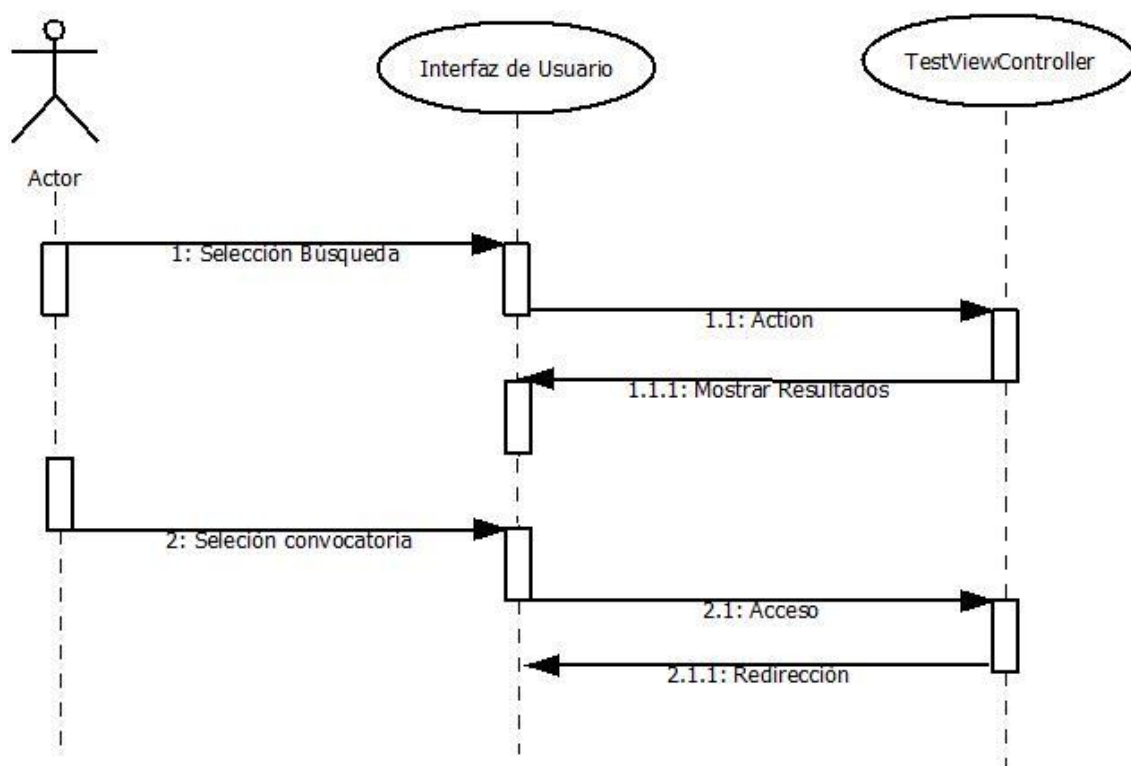 Interfaz de Usuario
TestViewController
Actor
1: Selección Búsqueda
1.1: Action
1.1.1: Mostrar Resultados
2: Seleción convocatoria
2.1: Acceso
2.1.1: Redirección